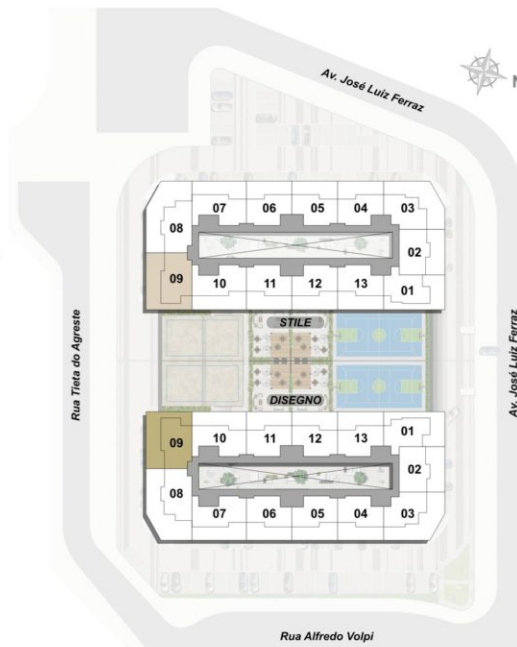 Av. José Luiz Ferraz
N
07 06 05 04 03
08
02
09
10 11 12 13 01
STILE
Rua Tieta do Agreste
Av. José Luiz Ferraz
DISEGNO
09 10 11 12 13 01
02
08
07 06 05 04 03
Rua Alfredo Volpi